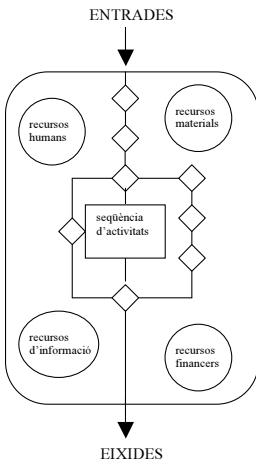 ENTRADES
recursos
humans
recursos
materials
seqüència
d’activitats
recursos
d’informació
recursos
financers
EIXIDES